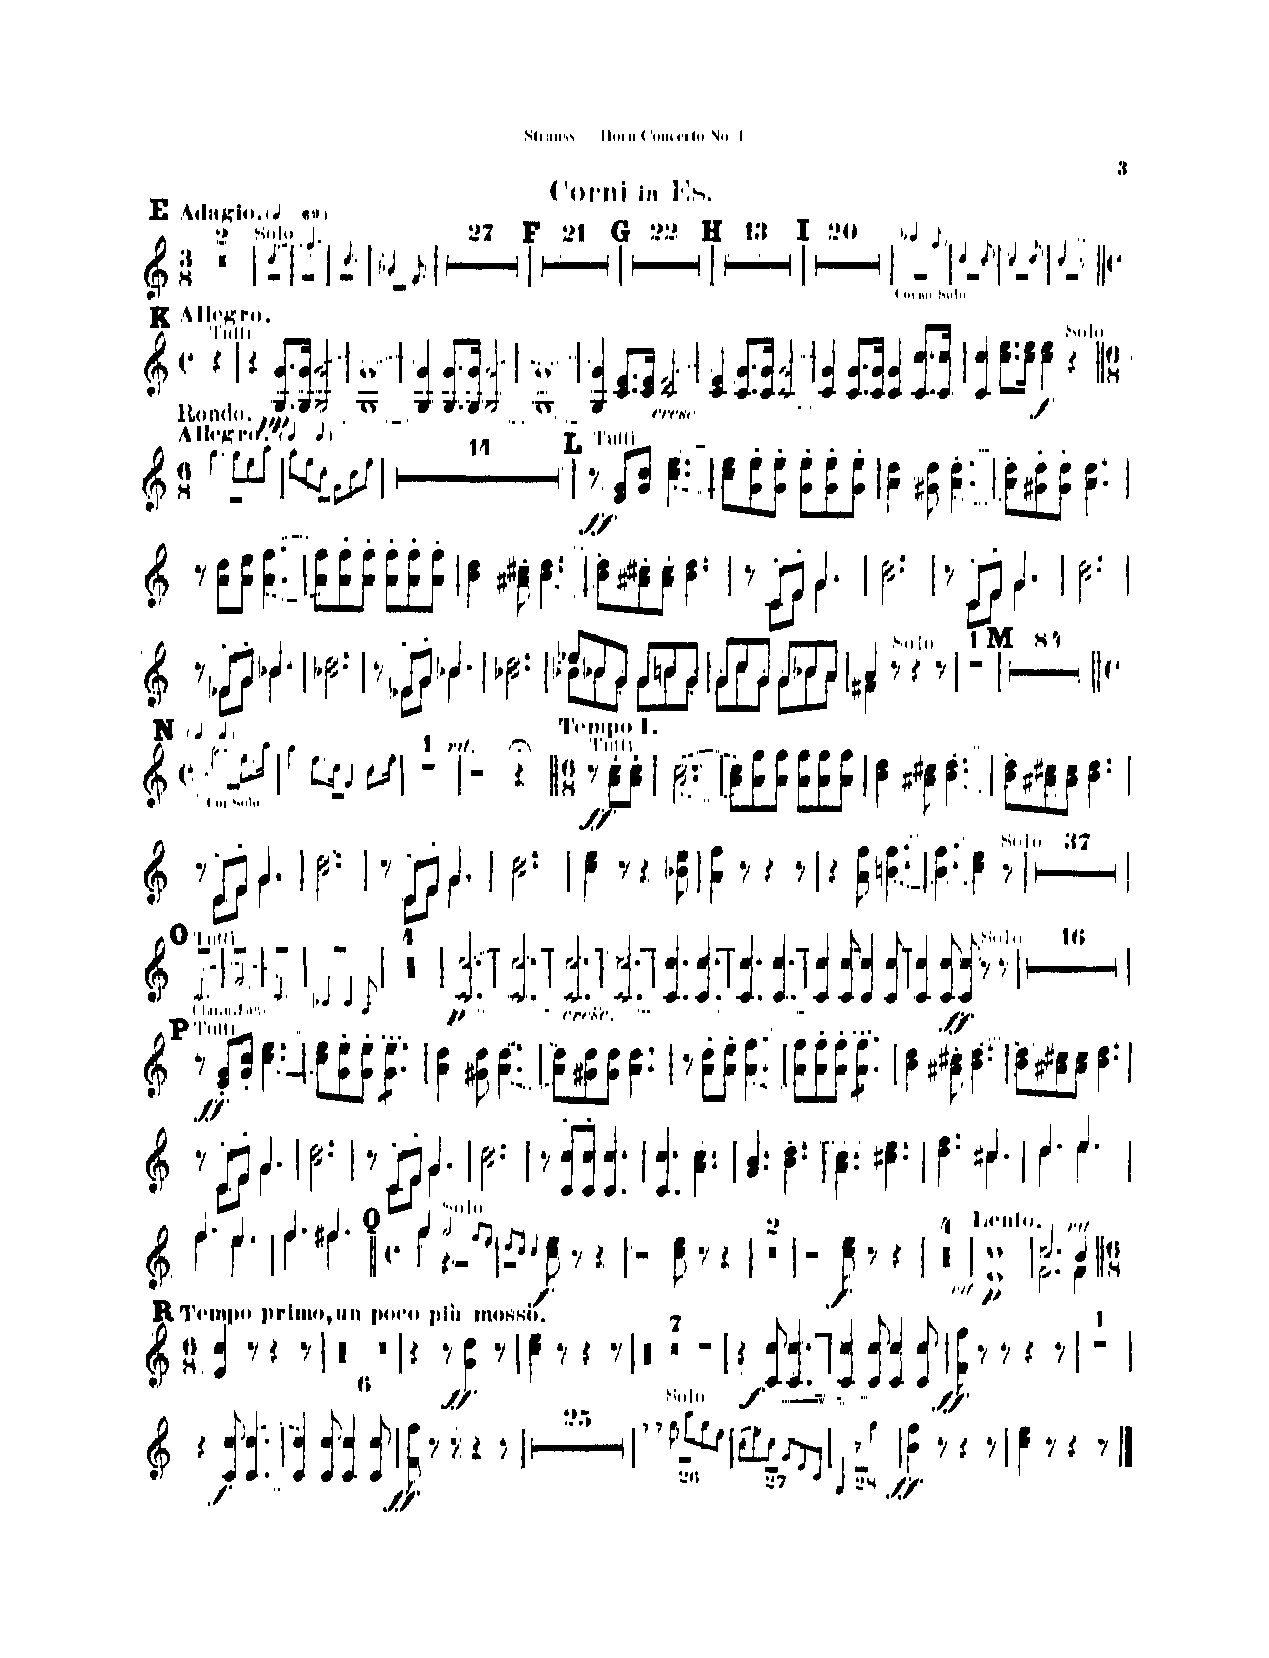 Strauss Horn Concerto No 1
3
Corni in Es.
E Adagio.
2 Solo 27 F 21 G 22 H 13 I 20
Corno Solo
K Allegro.
Tutti Solo
cresc f
Rondo.
Allegro. pp
14 L Tutti
ff
Solo 1 M 84
N 1 rit. Tempo I.
Tutti
Cor Solo
ff
Solo 37
O Tutti 4 Solo 16
p cresc. ff
P Tutti
ff
Q Solo 2 4 Lento.
f f p
R Tempo primo, un poco più mosso.
7 1
6
ff f ff
25 Solo
26 27 28
f ff ff